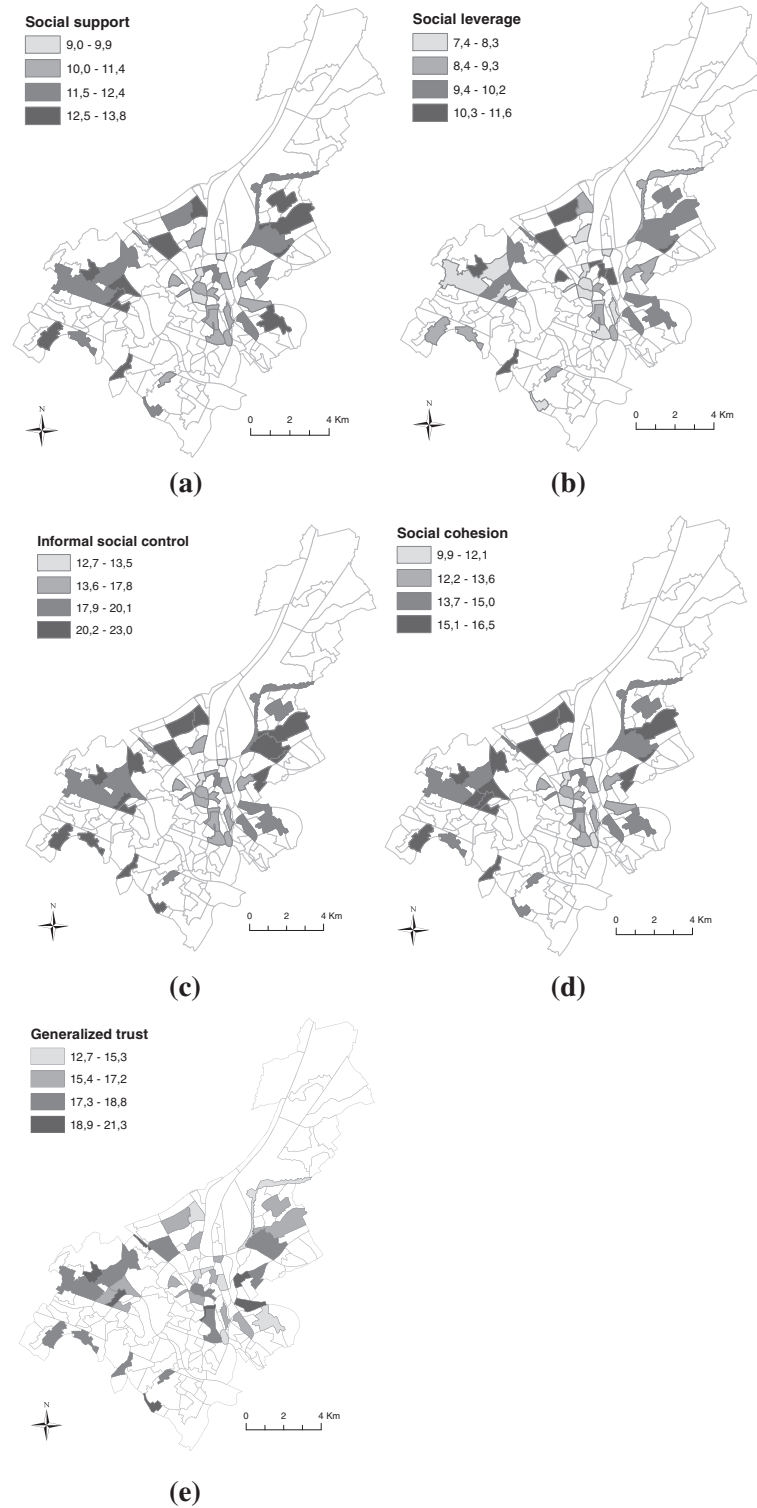 Social support
9,0 - 9,9
10,0 - 11,4
11,5 - 12,4
12,5 - 13,8
N
0 2 4 Km
(a)
Social leverage
7,4 - 8,3
8,4 - 9,3
9,4 - 10,2
10,3 - 11,6
N
0 2 4 Km
(b)
Informal social control
12,7 - 13,5
13,6 - 17,8
17,9 - 20,1
20,2 - 23,0
N
0 2 4 Km
(c)
Social cohesion
9,9 - 12,1
12,2 - 13,6
13,7 - 15,0
15,1 - 16,5
N
0 2 4 Km
(d)
Generalized trust
12,7 - 15,3
15,4 - 17,2
17,3 - 18,8
18,9 - 21,3
N
0 2 4 Km
(e)